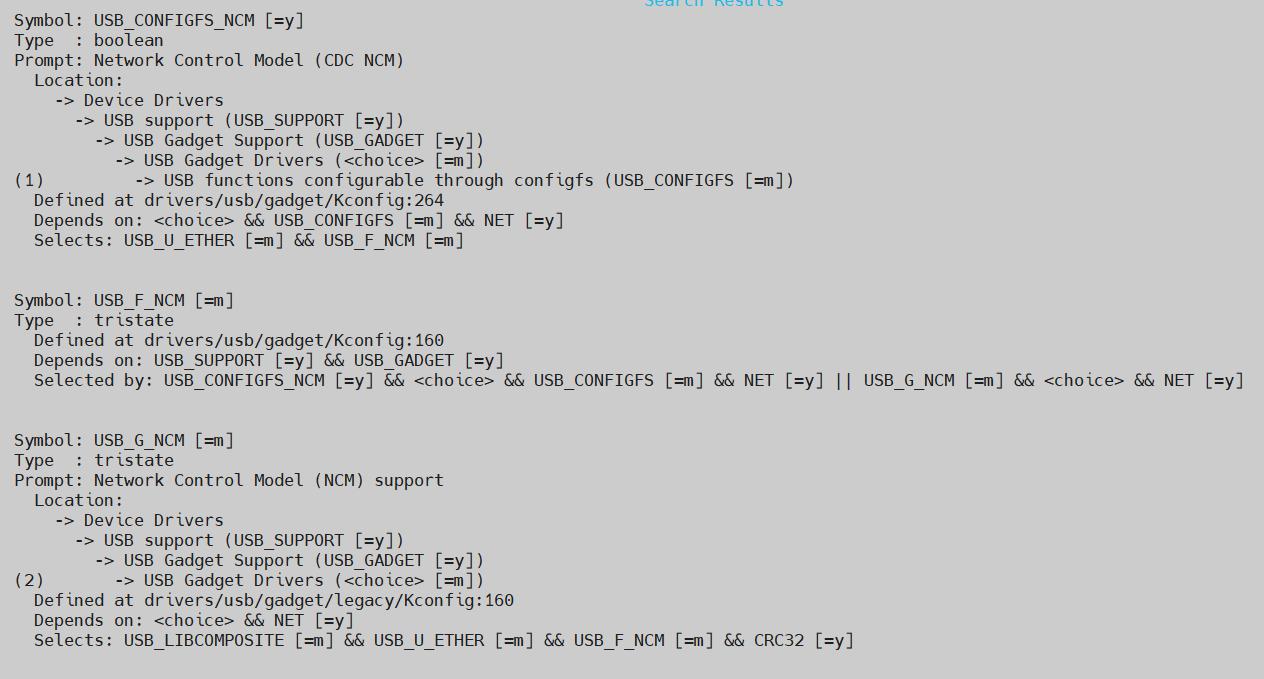 Search Results
Symbol: USB_CONFIGFS_NCM [=y]
Type  : boolean
Prompt: Network Control Model (CDC NCM)
  Location:
    -> Device Drivers
      -> USB support (USB_SUPPORT [=y])
        -> USB Gadget Support (USB_GADGET [=y])
          -> USB Gadget Drivers (<choice> [=m])
(1)         -> USB functions configurable through configfs (USB_CONFIGFS [=m])
  Defined at drivers/usb/gadget/Kconfig:264
  Depends on: <choice> && USB_CONFIGFS [=m] && NET [=y]
  Selects: USB_U_ETHER [=m] && USB_F_NCM [=m]
Symbol: USB_F_NCM [=m]
Type  : tristate
  Defined at drivers/usb/gadget/Kconfig:160
  Depends on: USB_SUPPORT [=y] && USB_GADGET [=y]
  Selected by: USB_CONFIGFS_NCM [=y] && <choice> && USB_CONFIGFS [=m] && NET [=y] || USB_G_NCM [=m] && <choice> && NET [=y]
Symbol: USB_G_NCM [=m]
Type  : tristate
Prompt: Network Control Model (NCM) support
  Location:
    -> Device Drivers
      -> USB support (USB_SUPPORT [=y])
        -> USB Gadget Support (USB_GADGET [=y])
(2)       -> USB Gadget Drivers (<choice> [=m])
  Defined at drivers/usb/gadget/legacy/Kconfig:160
  Depends on: <choice> && NET [=y]
  Selects: USB_LIBCOMPOSITE [=m] && USB_U_ETHER [=m] && USB_F_NCM [=m] && CRC32 [=y]